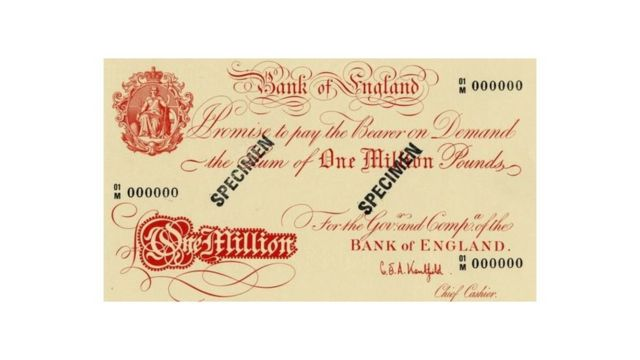 Bank of England
01
M 000000
I Promise to pay the Bearer on Demand
the Sum of One Million Pounds
SPECIMEN
SPECIMEN
01
M 000000
For the Govr. and Compa. of the
BANK of ENGLAND.
One Million
01
M 000000
G E A Kentfield
Chief Cashier.